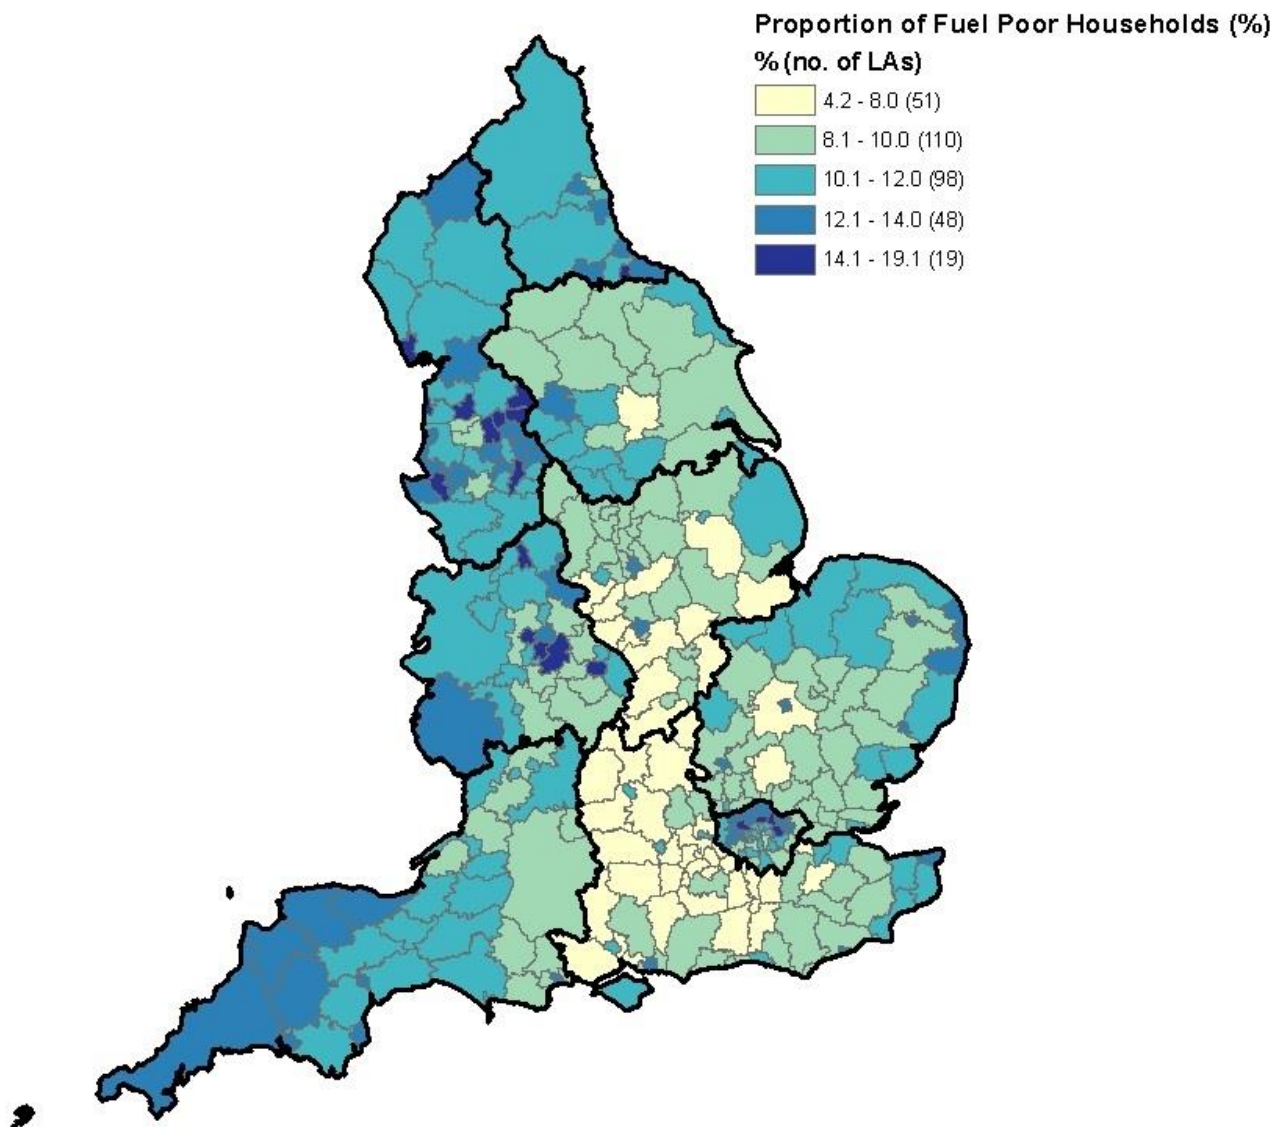 Proportion of Fuel Poor Households (%)
% (no. of LAs)
4.2 - 8.0 (51)
8.1 - 10.0 (110)
10.1 - 12.0 (98)
12.1 - 14.0 (48)
14.1 - 19.1 (19)